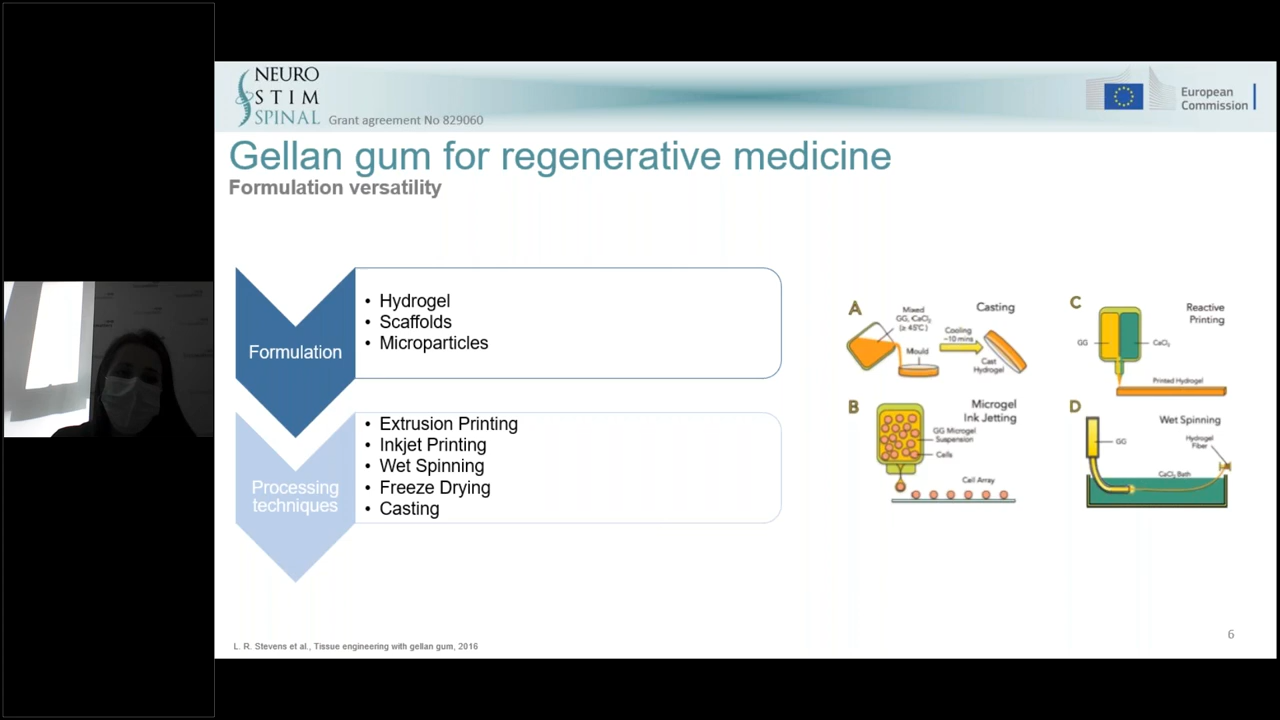 NEURO
STIM
SPINAL
Grant agreement No 829060
European
Commission
Gellan gum for regenerative medicine
Formulation versatility
Formulation
• Hydrogel
• Scaffolds
• Microparticles
Processing
techniques
• Extrusion Printing
• Inkjet Printing
• Wet Spinning
• Freeze Drying
• Casting
A
Mixed
GG, CaCl₂
(≥ 45℃)
Casting
Cooling
~10 mins
Mould
Cast
Hydrogel
B
Microgel
Ink Jetting
GG Microgel
Suspension
Cells
Cell Array
C
Reactive
Printing
GG
CaCl₂
Printed Hydrogel
D
Wet Spinning
GG
Hydrogel
Fiber
CaCl₂ Bath
L. R. Stevens et al., Tissue engineering with gellan gum, 2016
6